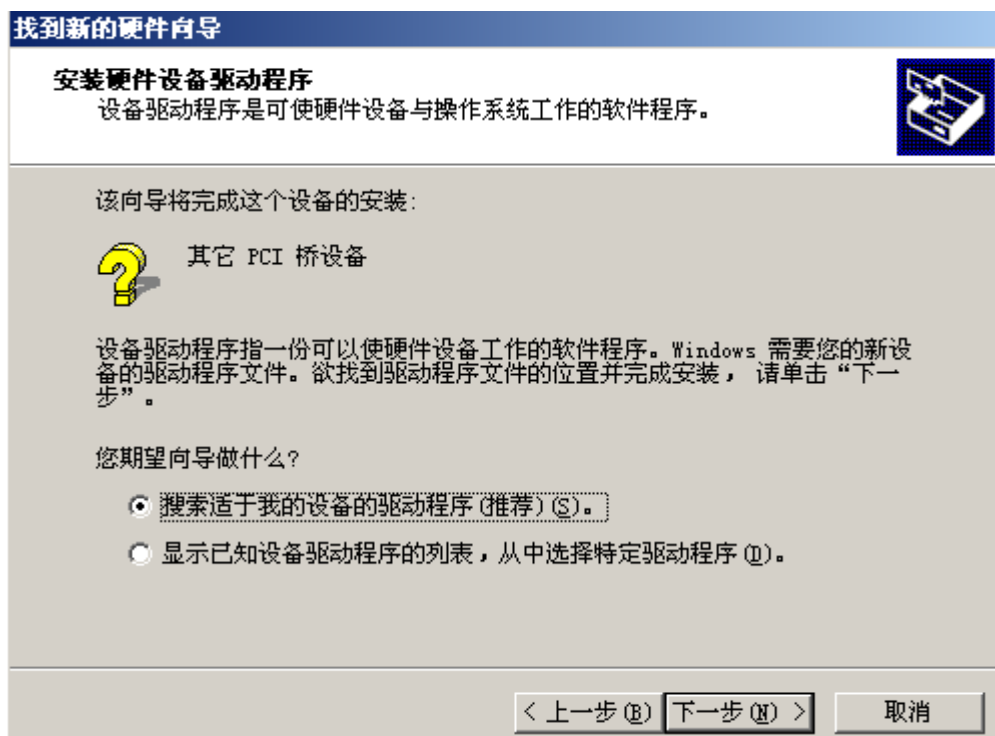 找到新的硬件向导
安装硬件设备驱动程序
设备驱动程序是可使硬件设备与操作系统工作的软件程序。
该向导将完成这个设备的安装:
其它 PCI 桥设备
设备驱动程序指一份可以使硬件设备工作的软件程序。Windows 需要您的新设
备的驱动程序文件。欲找到驱动程序文件的位置并完成安装， 请单击“下一
步”。
您期望向导做什么?
搜索适于我的设备的驱动程序(推荐)(S)。
显示已知设备驱动程序的列表，从中选择特定驱动程序(D)。
< 上一步(B) 下一步(N) > 取消